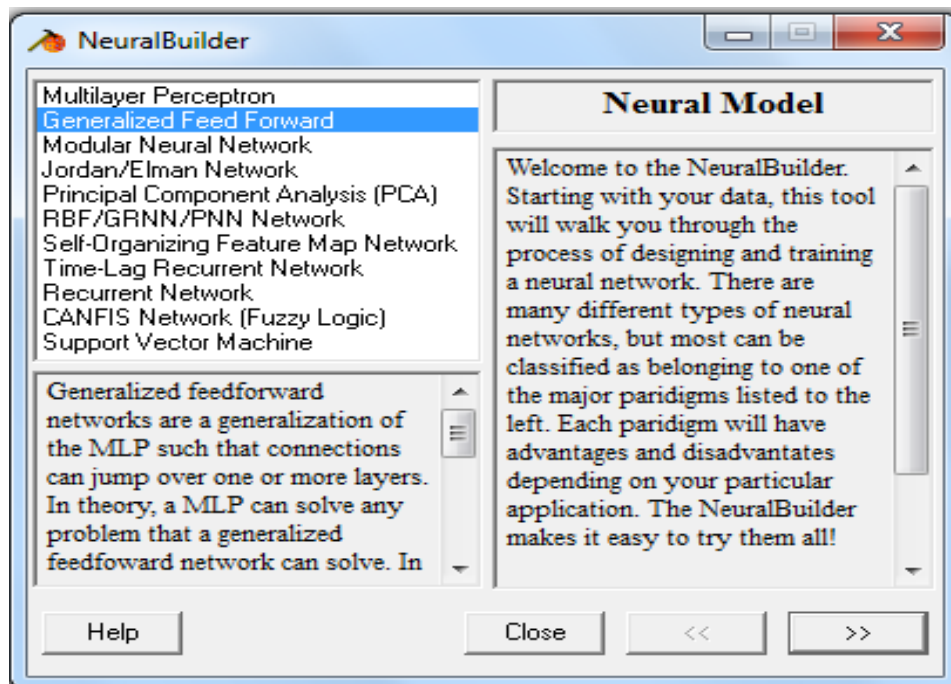 NeuralBuilder
Multilayer Perceptron
Generalized Feed Forward
Modular Neural Network
Jordan/Elman Network
Principal Component Analysis (PCA)
RBF/GRNN/PNN Network
Self-Organizing Feature Map Network
Time-Lag Recurrent Network
Recurrent Network
CANFIS Network (Fuzzy Logic)
Support Vector Machine
Generalized feedforward
networks are a generalization of
the MLP such that connections
can jump over one or more layers.
In theory, a MLP can solve any
problem that a generalized
feedfoward network can solve. In
Neural Model
Welcome to the NeuralBuilder.
Starting with your data, this tool
will walk you through the
process of designing and training
a neural network. There are
many different types of neural
networks, but most can be
classified as belonging to one of
the major paridigms listed to the
left. Each paridigm will have
advantages and disadvantates
depending on your particular
application. The NeuralBuilder
makes it easy to try them all!
Help
Close
<<
>>